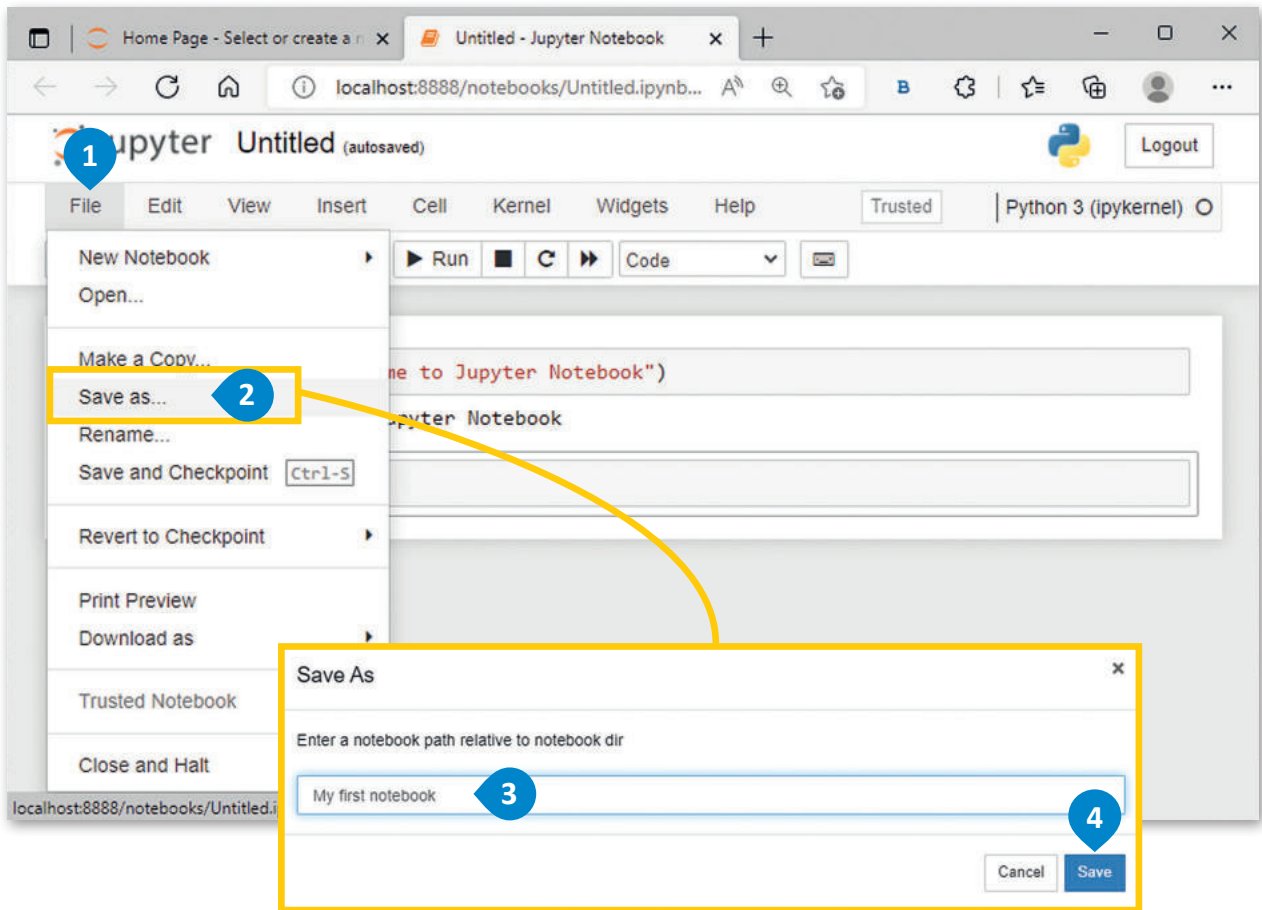 Home Page - Select or create a n
Untitled - Jupyter Notebook
localhost:8888/notebooks/Untitled.ipynb...
B
1
upyter Untitled (autosaved)
Logout
File Edit View Insert Cell Kernel Widgets Help Trusted Python 3 (ipykernel)
New Notebook
Run Code
Open...
Make a Copy...
me to Jupyter Notebook")
Save as... 2
upyter Notebook
Rename...
Save and Checkpoint Ctrl-S
Revert to Checkpoint
Print Preview
Download as
Save As
Trusted Notebook
Enter a notebook path relative to notebook dir
Close and Halt
My first notebook 3
localhost:8888/notebooks/Untitled.i
4
Cancel Save